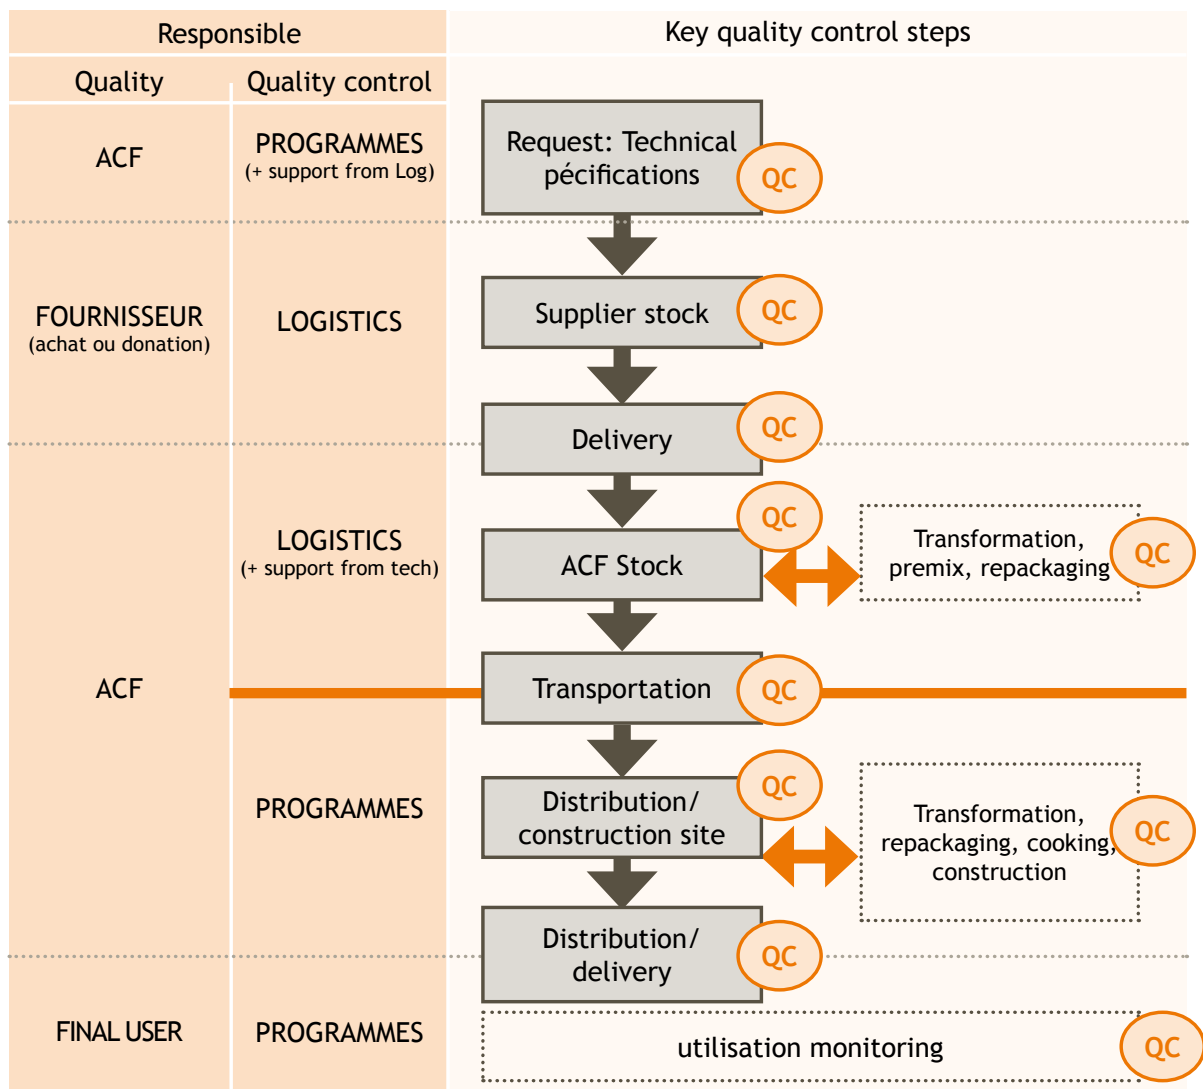 Responsible
Key quality control steps
Quality
Quality control
ACF
PROGRAMMES
(+ support from Log)
Request: Technical
pécifications
QC
FOURNISSEUR
(achat ou donation)
LOGISTICS
Supplier stock
QC
Delivery
QC
LOGISTICS
(+ support from tech)
ACF Stock
QC
Transformation,
premix, repackaging
QC
ACF
Transportation
QC
PROGRAMMES
Distribution/
construction site
QC
Transformation,
repackaging, cooking,
construction
QC
Distribution/
delivery
QC
FINAL USER
PROGRAMMES
utilisation monitoring
QC